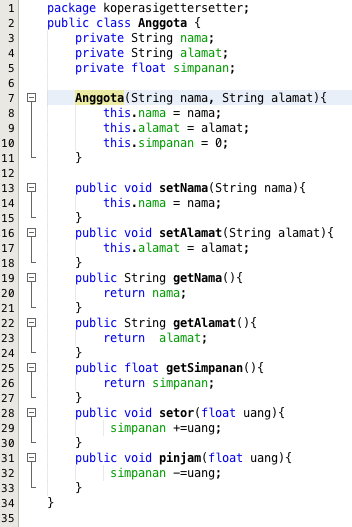 1 package koperasigettersetter;
2 public class Anggota {
3 private String nama;
4 private String alamat;
5 private float simpanan;
6
7 Anggota(String nama, String alamat){
8 this.nama = nama;
9 this.alamat = alamat;
10 this.simpanan = 0;
11 }
12
13 public void setNama(String nama){
14 this.nama = nama;
15 }
16 public void setAlamat(String alamat){
17 this.alamat = alamat;
18 }
19 public String getNama(){
20 return nama;
21 }
22 public String getAlamat(){
23 return  alamat;
24 }
25 public float getSimpanan(){
26 return simpanan;
27 }
28 public void setor(float uang){
29 simpanan +=uang;
30 }
31 public void pinjam(float uang){
32 simpanan -=uang;
33 }
34 }
35